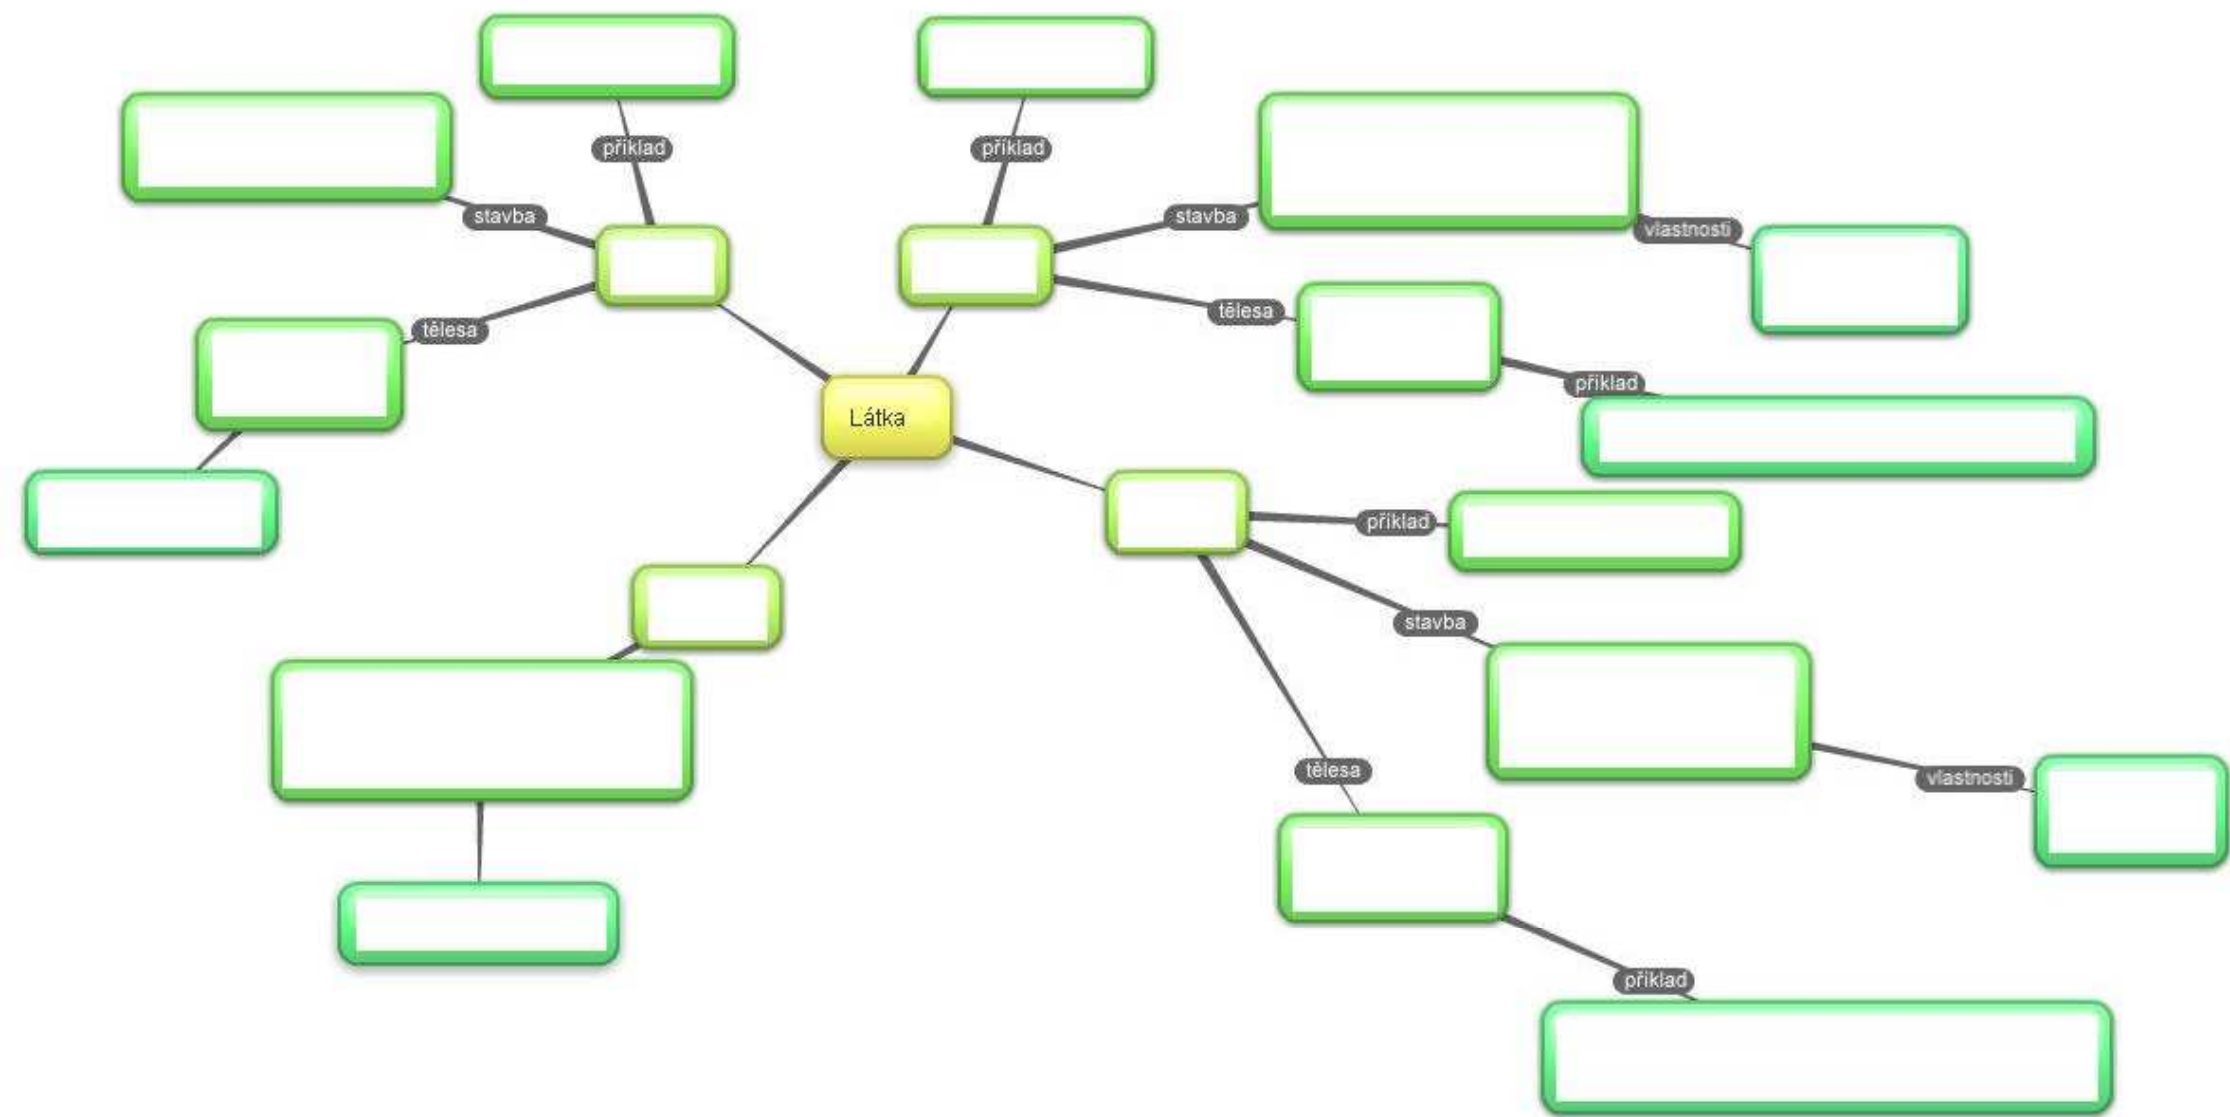 příklad
příklad
stavba
stavba
vlastnosti
tělesa
tělesa
příklad
Látka
příklad
stavba
tělesa
vlastnosti
příklad